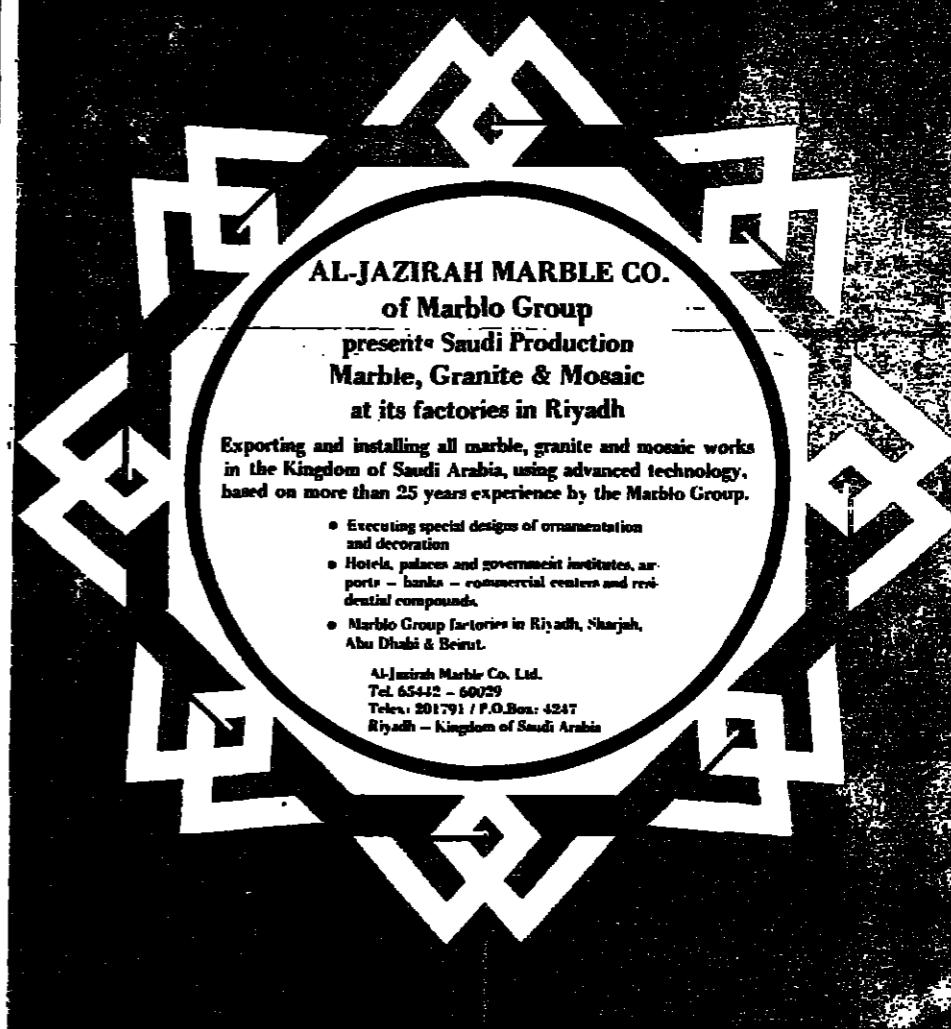 AL-JAZIRAH MARBLE CO.
of Marblo Group
presents Saudi Production
Marble, Granite & Mosaic
at its factories in Riyadh
Exporting and installing all marble, granite and mosaic works
in the Kingdom of Saudi Arabia, using advanced technology,
based on more than 25 years experience by the Marblo Group.
• Executing special designs of ornamentation
and decoration
• Hotels, palaces and government institutes, air-
ports – banks – commercial centers and resi-
dential compounds.
• Marblo Group factories in Riyadh, Sharjah,
Abu Dhabi & Beirut.
Al-Jazirah Marble Co. Ltd.
Tel. 65442 – 60029
Telex: 201791 / P.O.Box: 4247
Riyadh – Kingdom of Saudi Arabia